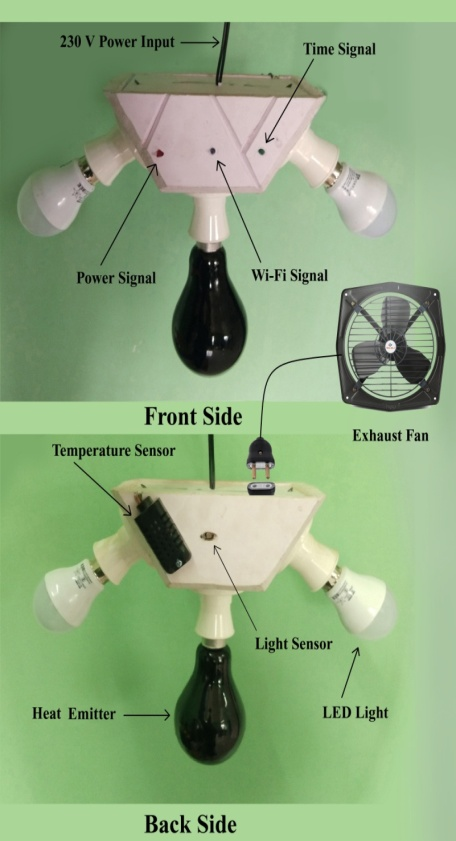 230 V Power Input
Time Signal
Power Signal
Wi-Fi Signal
Front Side
Exhaust Fan
Temperature Sensor
Light Sensor
Heat Emitter
LED Light
Back Side